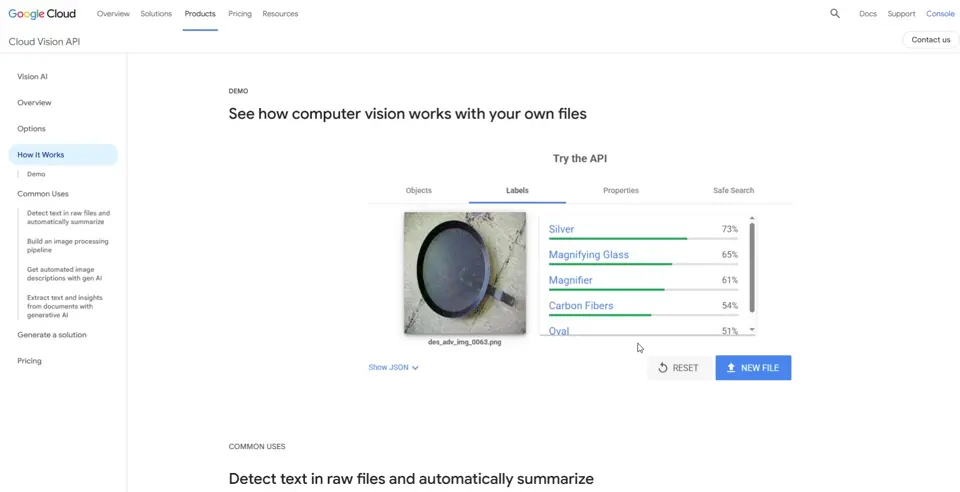 Google Cloud
Overview
Solutions
Products
Pricing
Resources
Docs
Support
Console
Cloud Vision API
Contact us
Vision AI
Overview
Options
How It Works
Demo
Common Uses
Detect text in raw files and
automatically summarize
Build an image processing
pipeline
Get automated image
descriptions with gen AI
Extract text and insights
from documents with
generative AI
Generate a solution
Pricing
DEMO
See how computer vision works with your own files
Try the API
Objects
Labels
Properties
Safe Search
Silver 73%
Magnifying Glass 65%
Magnifier 61%
Carbon Fibers 54%
Oval 51%
des_adv_img_0063.png
Show JSON
RESET
NEW FILE
COMMON USES
Detect text in raw files and automatically summarize